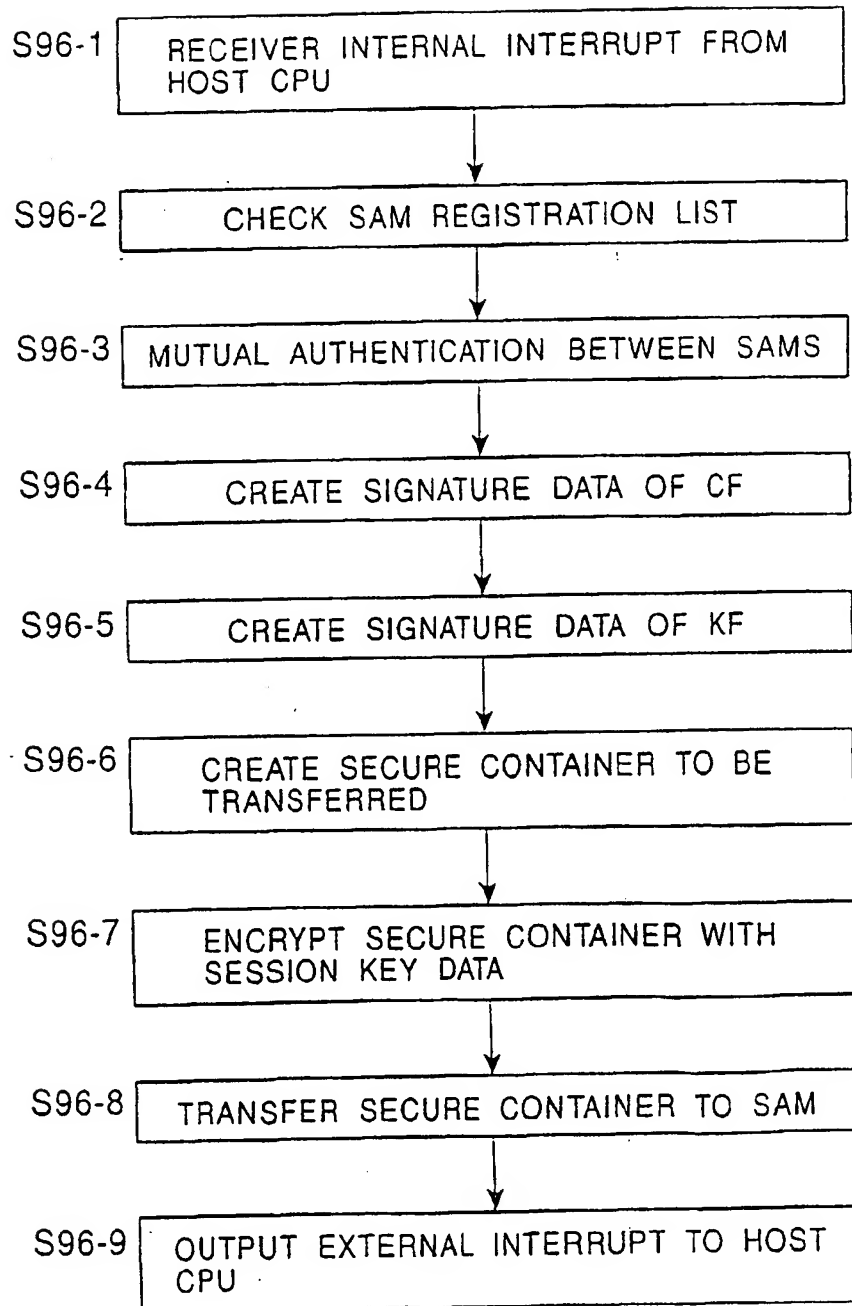 S96-1
RECEIVER INTERNAL INTERRUPT FROM
HOST CPU
S96-2
CHECK SAM REGISTRATION LIST
S96-3
MUTUAL AUTHENTICATION BETWEEN SAMS
S96-4
CREATE SIGNATURE DATA OF CF
S96-5
CREATE SIGNATURE DATA OF KF
S96-6
CREATE SECURE CONTAINER TO BE
TRANSFERRED
S96-7
ENCRYPT SECURE CONTAINER WITH
SESSION KEY DATA
S96-8
TRANSFER SECURE CONTAINER TO SAM
S96-9
OUTPUT EXTERNAL INTERRUPT TO HOST
CPU